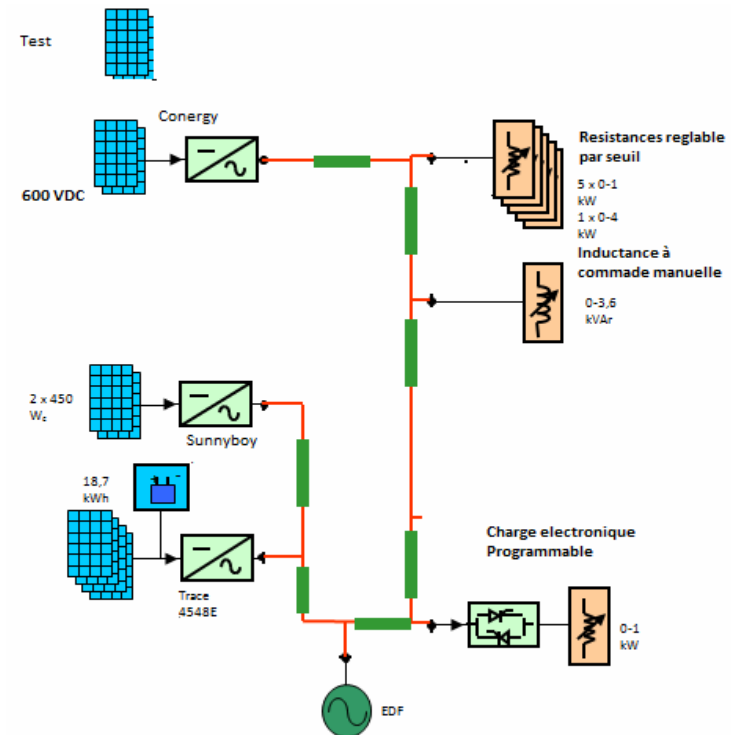 Test
Conergy
600 VDC
Resistances reglable
par seuil
5 x 0-1
kW
1 x 0-4
kW
Inductance à
commade manuelle
0-3,6
kVAr
2 x 450
Wc
Sunnyboy
18,7
kWh
Trace
4548E
Charge electronique
Programmable
0-1
kW
EDF